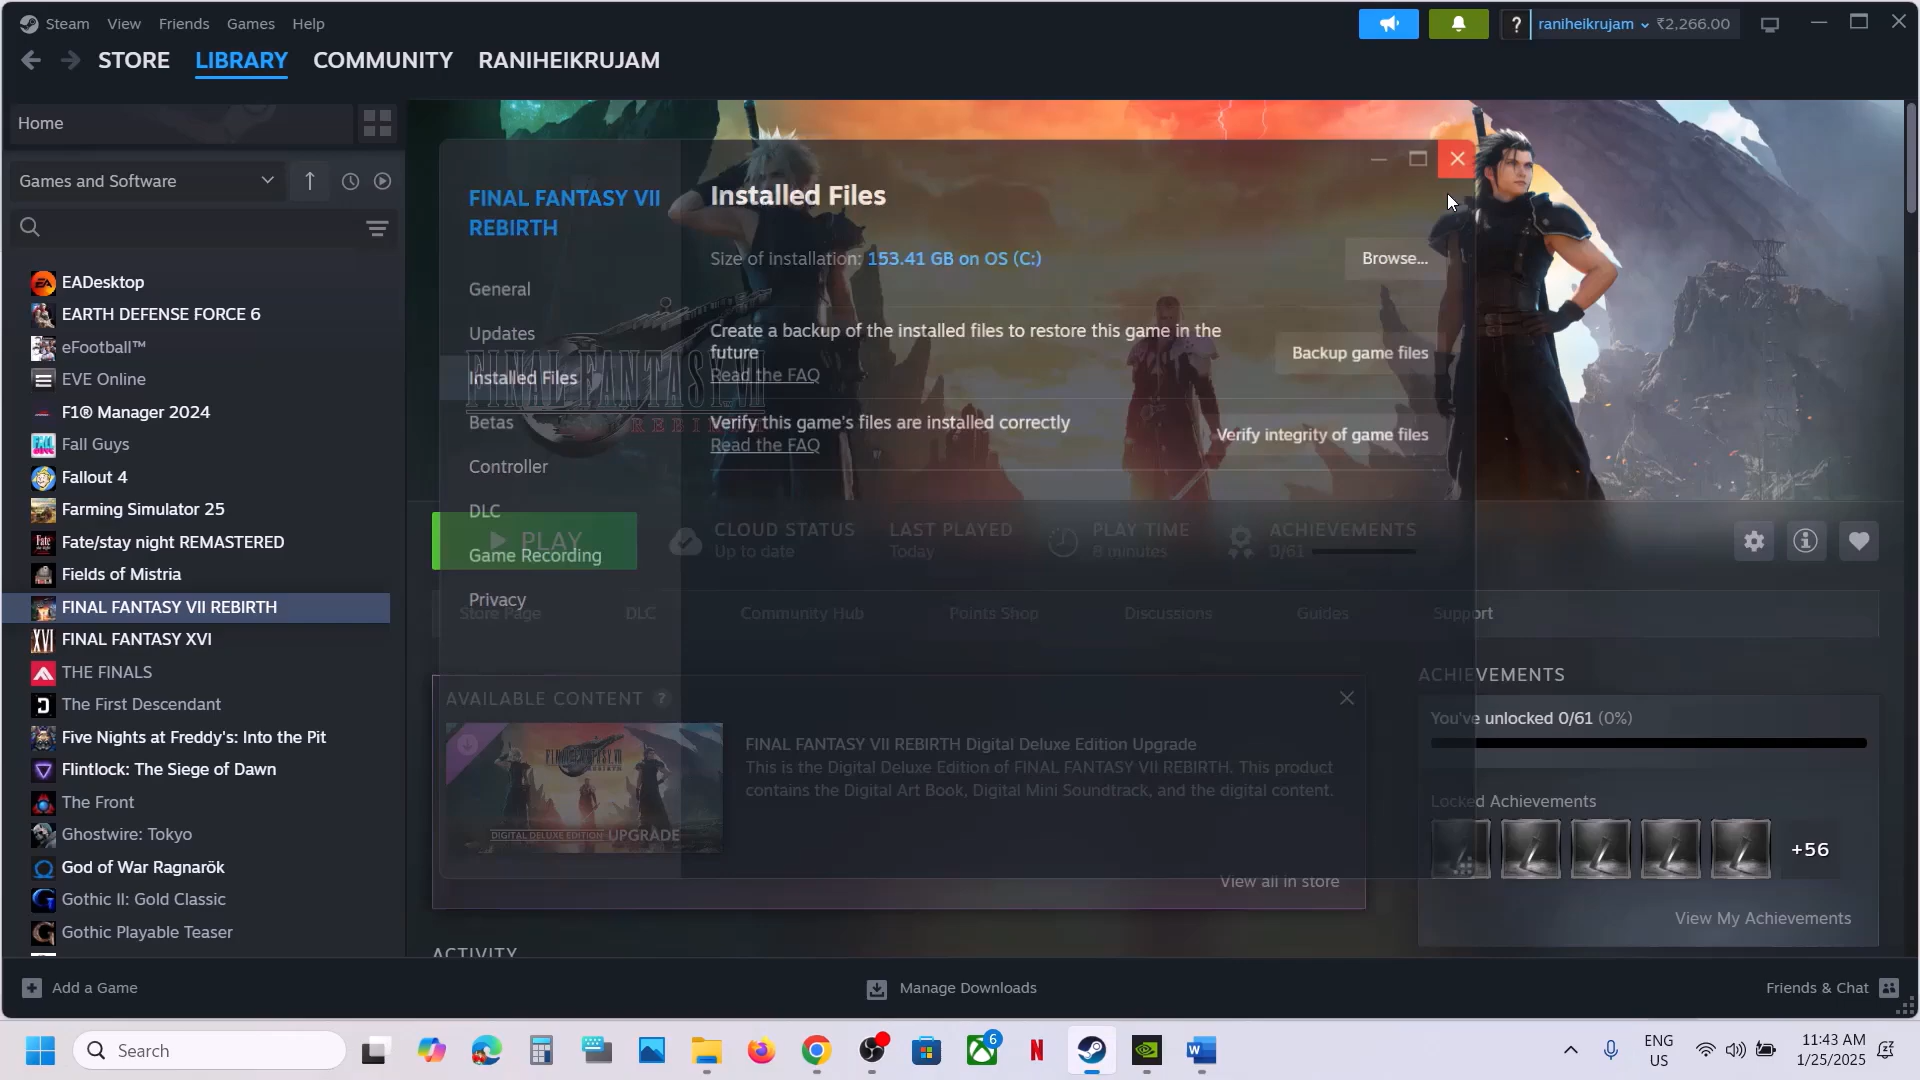 Steam View Friends Games Help
raniheikrujam ₹2,266.00
STORE LIBRARY COMMUNITY RANIHEIKRUJAM
Home
Games and Software
EADesktop
EARTH DEFENSE FORCE 6
eFootball™
EVE Online
F1® Manager 2024
Fall Guys
Fallout 4
Farming Simulator 25
Fate/stay night REMASTERED
Fields of Mistria
FINAL FANTASY VII REBIRTH
FINAL FANTASY XVI
THE FINALS
The First Descendant
Five Nights at Freddy's: Into the Pit
Flintlock: The Siege of Dawn
The Front
Ghostwire: Tokyo
God of War Ragnarök
Gothic II: Gold Classic
Gothic Playable Teaser
FINAL FANTASY VII
REBIRTH
General
Updates
Installed Files
Betas
Controller
DLC
Game Recording
Privacy
Installed Files
Size of installation: 153.41 GB on OS (C:)
Browse...
Create a backup of the installed files to restore this game in the
future
Read the FAQ
Backup game files
Verify this game's files are installed correctly
Read the FAQ
Verify integrity of game files
FINAL FANTASY VII
REBIRTH
PLAY
CLOUD STATUS
Up to date
LAST PLAYED
Today
PLAY TIME
8 minutes
ACHIEVEMENTS
0/61
Store Page DLC Community Hub Points Shop Discussions Guides Support
AVAILABLE CONTENT ?
FINAL FANTASY VII REBIRTH Digital Deluxe Edition Upgrade
This is the Digital Deluxe Edition of FINAL FANTASY VII REBIRTH. This product
contains the Digital Art Book, Digital Mini Soundtrack, and the digital content.
DIGITAL DELUXE EDITION UPGRADE
View all in store
ACTIVITY
ACHIEVEMENTS
You've unlocked 0/61 (0%)
Locked Achievements
+56
View My Achievements
Add a Game
Manage Downloads
Friends & Chat
Search
6
ENG
US
11:43 AM
1/25/2025